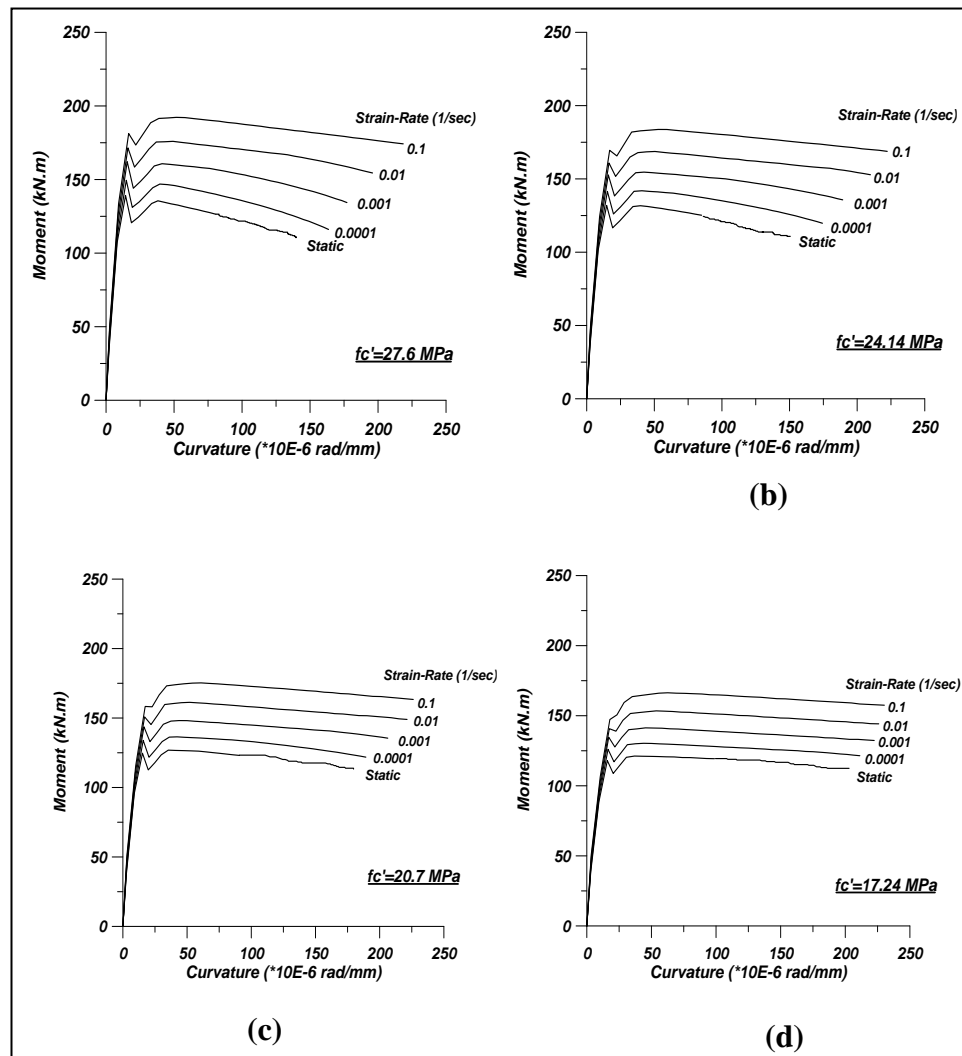 250
200
150
100
50
0
Moment (kN.m)
0 50 100 150 200 250
Curvature (*10E-6 rad/mm)
Strain-Rate (1/sec)
0.1
0.01
0.001
0.0001
Static
fc'=27.6 MPa
250
200
150
100
50
0
Moment (kN.m)
0 50 100 150 200 250
Curvature (*10E-6 rad/mm)
Strain-Rate (1/sec)
0.1
0.01
0.001
0.0001
Static
fc'=24.14 MPa
(b)
250
200
150
100
50
0
Moment (kN.m)
0 50 100 150 200 250
Curvature (*10E-6 rad/mm)
Strain-Rate (1/sec)
0.1
0.01
0.001
0.0001
Static
fc'=20.7 MPa
(c)
250
200
150
100
50
0
Moment (kN.m)
0 50 100 150 200 250
Curvature (*10E-6 rad/mm)
Strain-Rate (1/sec)
0.1
0.01
0.001
0.0001
Static
fc'=17.24 MPa
(d)